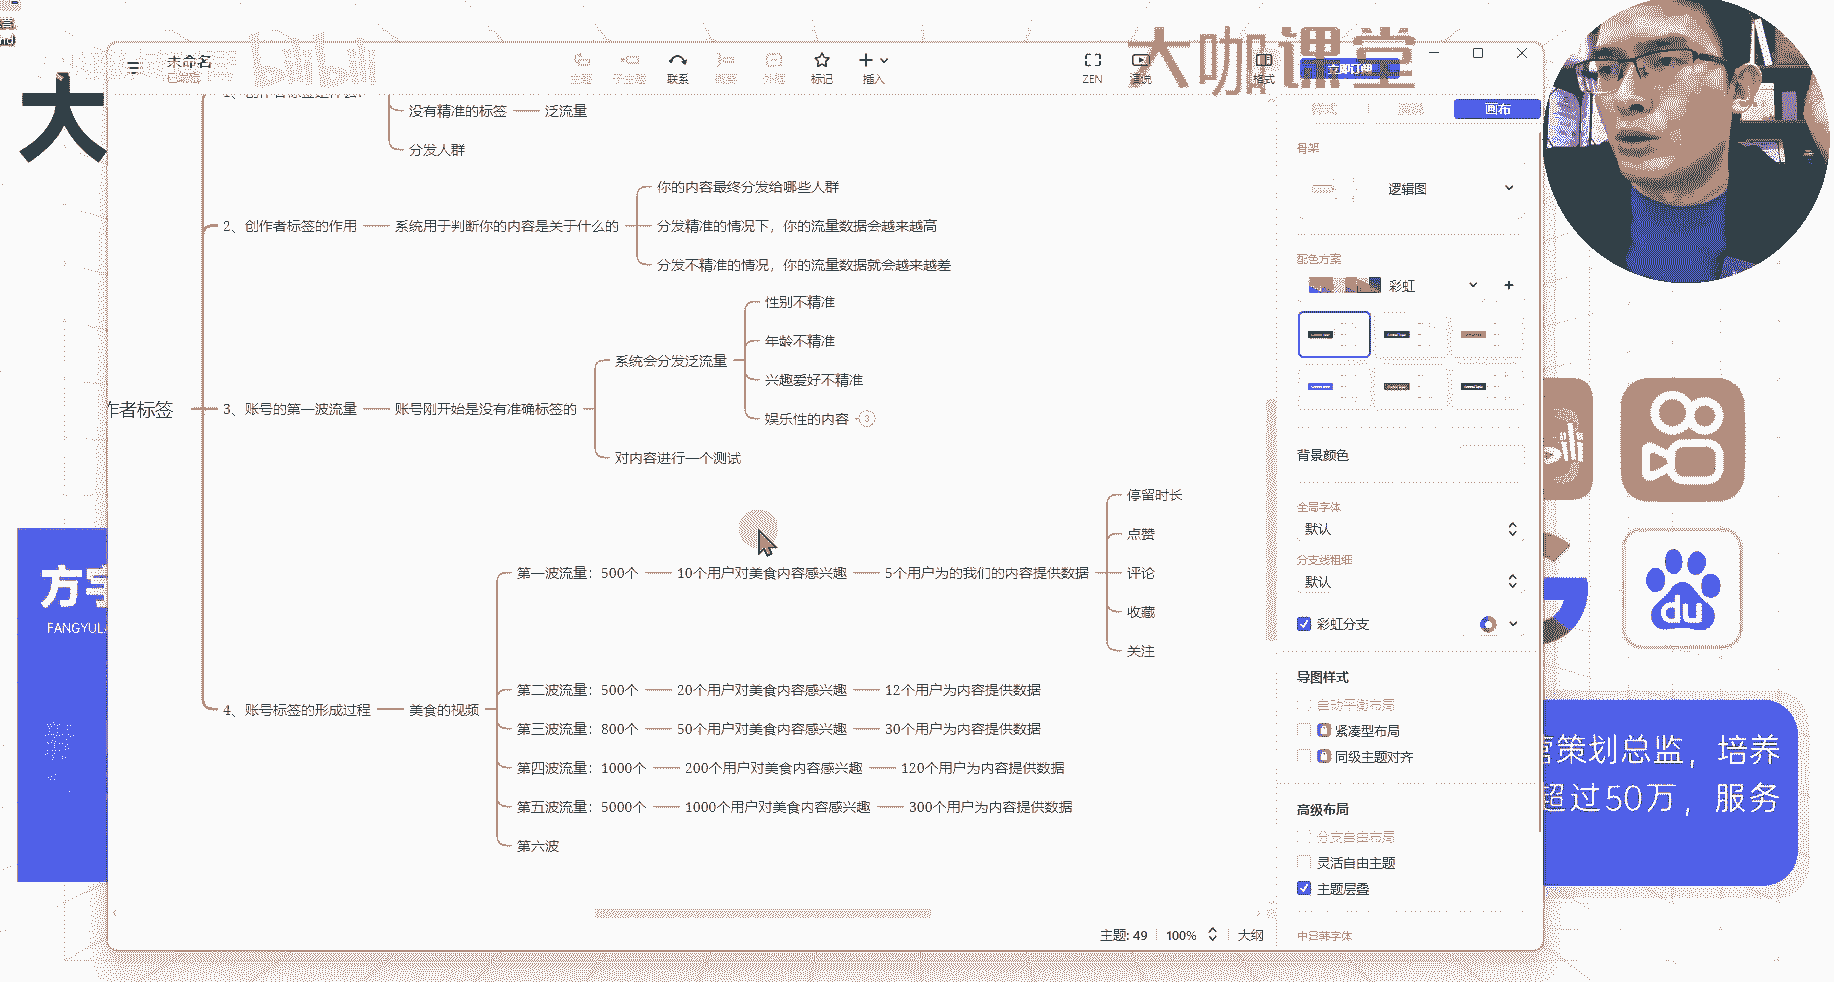 大咖课堂
bilibili
未命名
大
联系
标记
插入
ZEN
演说
格式
立即订阅
画布
没有精准的标签
泛流量
分发人群
2、创作者标签的作用
系统用于判断你的内容是关于什么的
你的内容最终分发给哪些人群
分发精准的情况下，你的流量数据会越来越高
分发不精准的情况，你的流量数据就会越来越差
作者标签
3、账号的第一波流量
账号刚开始是没有准确标签的
系统会分发泛流量
性别不精准
年龄不精准
兴趣爱好不精准
娱乐性的内容
3
对内容进行一个测试
4、账号标签的形成过程
美食的视频
第一波流量：500个
10个用户对美食内容感兴趣
5个用户为的我们的内容提供数据
停留时长
点赞
评论
收藏
关注
第二波流量：500个
20个用户对美食内容感兴趣
12个用户为内容提供数据
第三波流量：800个
50个用户对美食内容感兴趣
30个用户为内容提供数据
第四波流量：1000个
200个用户对美食内容感兴趣
120个用户为内容提供数据
第五波流量：5000个
1000个用户对美食内容感兴趣
300个用户为内容提供数据
第六波
骨架
逻辑图
配色方案
彩虹
背景颜色
全局字体
默认
分支线粗细
默认
彩虹分支
导图样式
自动平衡布局
紧凑型布局
同级主题对齐
高级布局
分支自由布局
灵活自由主题
主题层叠
中日韩字体
主题: 49
100%
大纲
方宇
FANGYU
du
营策划总监，培养
超过50万，服务